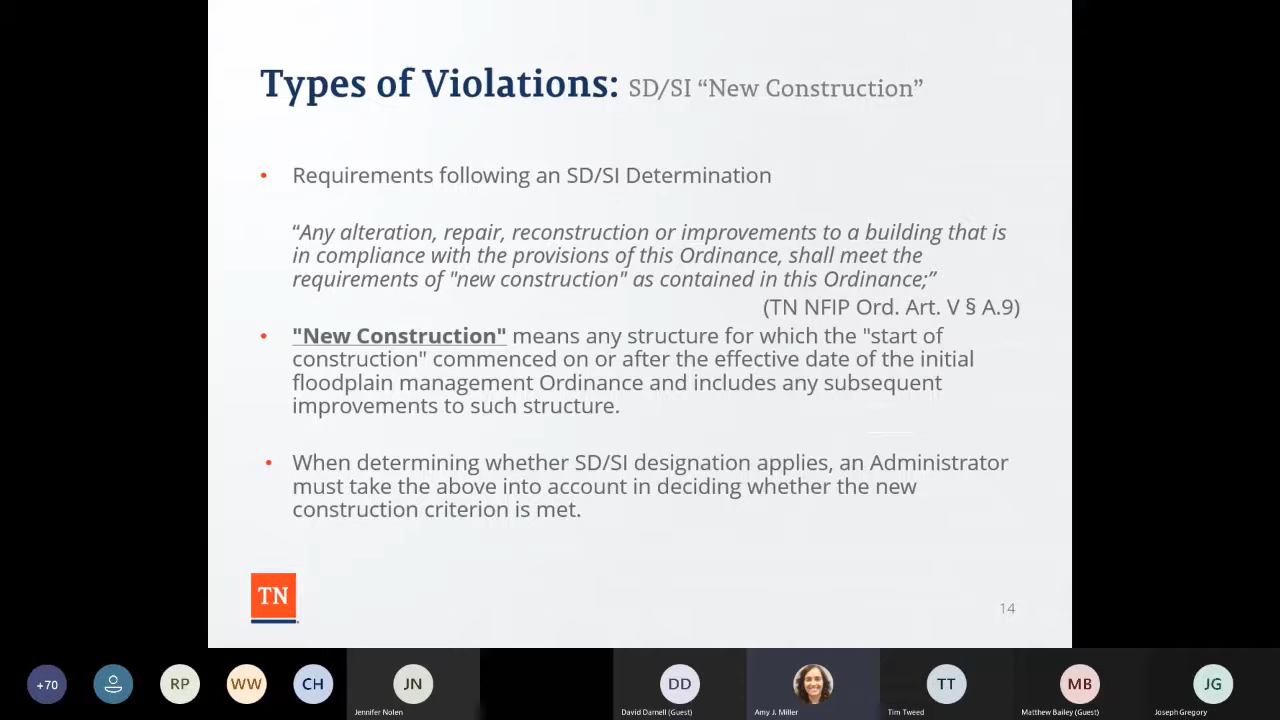 Types of Violations: SD/SI “New Construction”
• Requirements following an SD/SI Determination
“Any alteration, repair, reconstruction or improvements to a building that is
in compliance with the provisions of this Ordinance, shall meet the
requirements of "new construction" as contained in this Ordinance;”
(TN NFIP Ord. Art. V § A.9)
• "New Construction" means any structure for which the "start of
construction" commenced on or after the effective date of the initial
floodplain management Ordinance and includes any subsequent
improvements to such structure.
• When determining whether SD/SI designation applies, an Administrator
must take the above into account in deciding whether the new
construction criterion is met.
TN
14
+70 RP WW CH JN DD TT MB JG
Jennifer Nolen David Darnell (Guest) Amy J. Miller Tim Tweed Matthew Bailey (Guest) Joseph Gregory